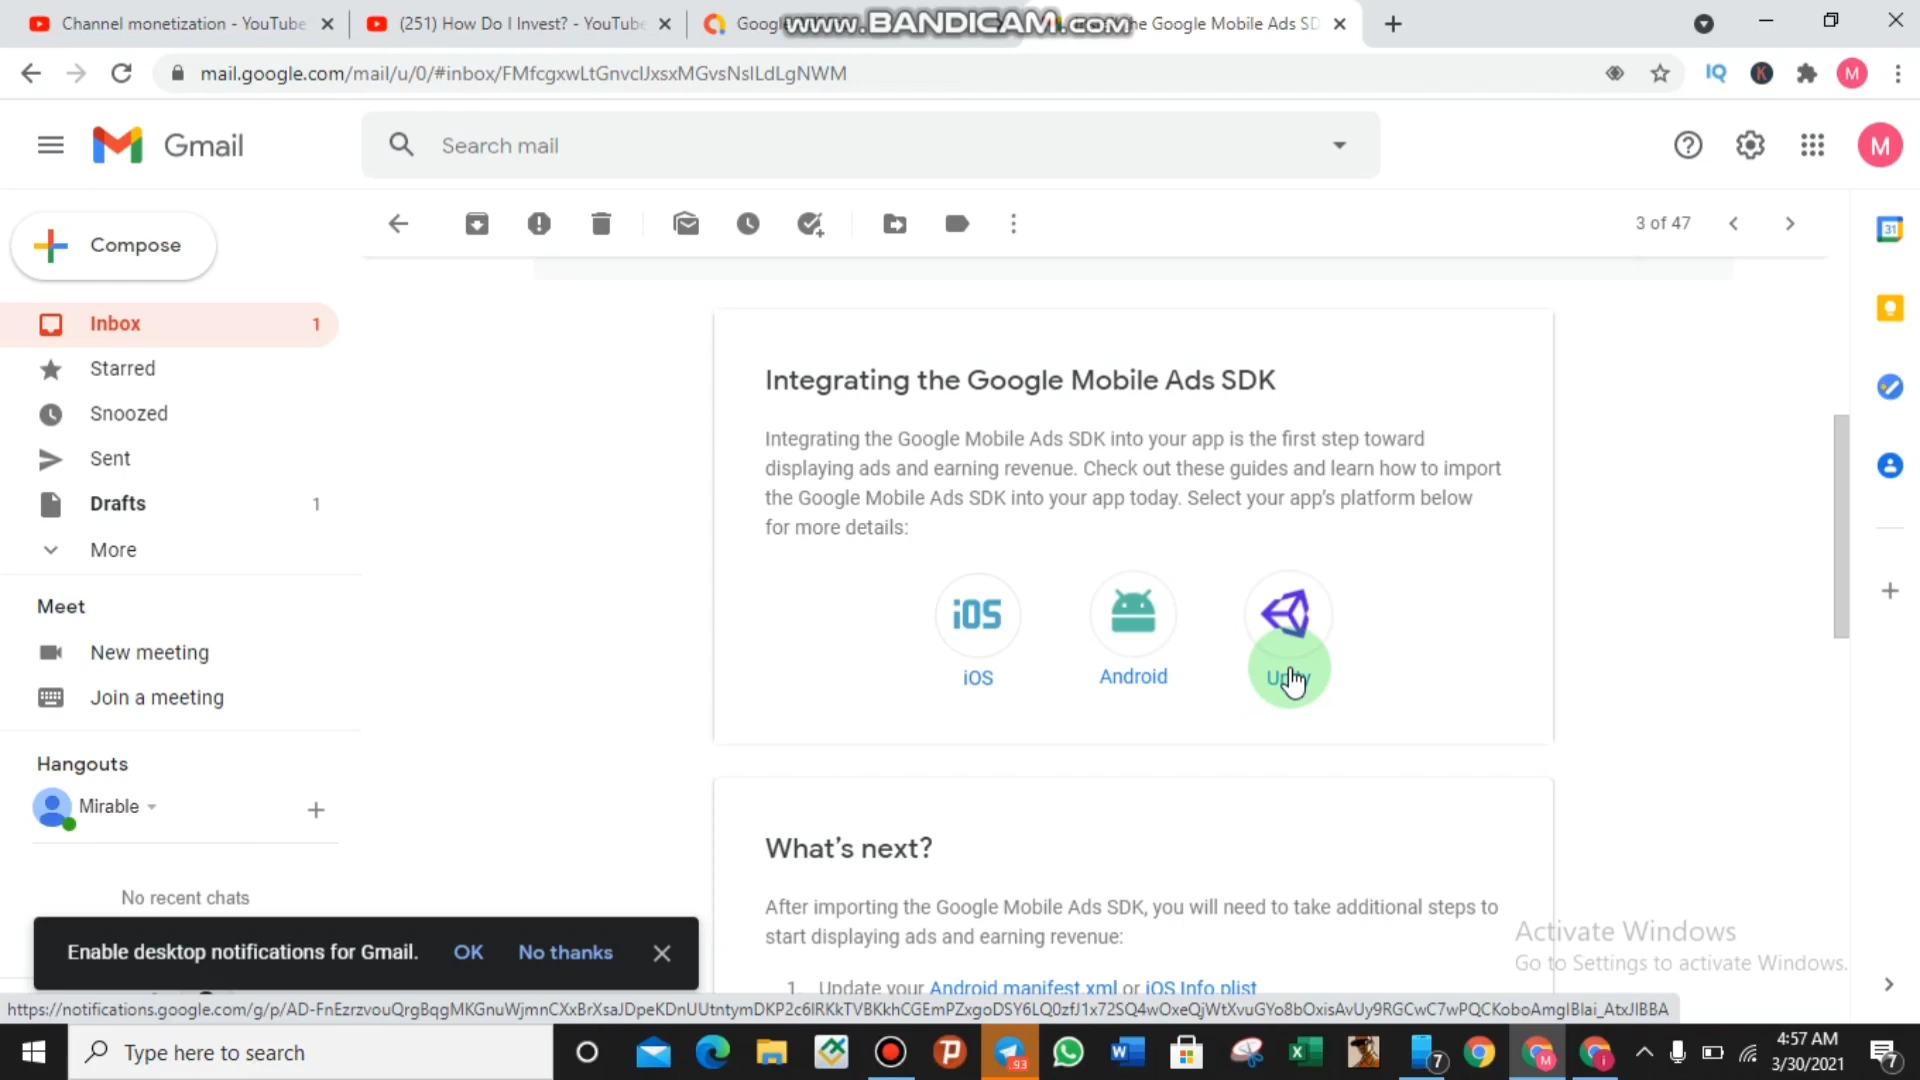 Channel monetization - YouTube
(251) How Do I Invest? - YouTube
Goog
www.BANDICAM.com
the Google Mobile Ads SD
mail.google.com/mail/u/0/#inbox/FMfcgxwLtGnvclJxsxMGvsNslLdLgNWM
IQ
K
M
Gmail
Search mail
M
Compose
3 of 47
31
Inbox 1
Starred
Snoozed
Sent
Drafts 1
More
Meet
New meeting
Join a meeting
Hangouts
Mirable
No recent chats
Integrating the Google Mobile Ads SDK
Integrating the Google Mobile Ads SDK into your app is the first step toward
displaying ads and earning revenue. Check out these guides and learn how to import
the Google Mobile Ads SDK into your app today. Select your app's platform below
for more details:
iOS
iOS Android Unity
What's next?
After importing the Google Mobile Ads SDK, you will need to take additional steps to
start displaying ads and earning revenue:
1. Update your Android manifest.xml or iOS Info.plist
Enable desktop notifications for Gmail. OK No thanks
Activate Windows
Go to Settings to activate Windows.
Type here to search
93
7
M
i
4:57 AM
3/30/2021
7